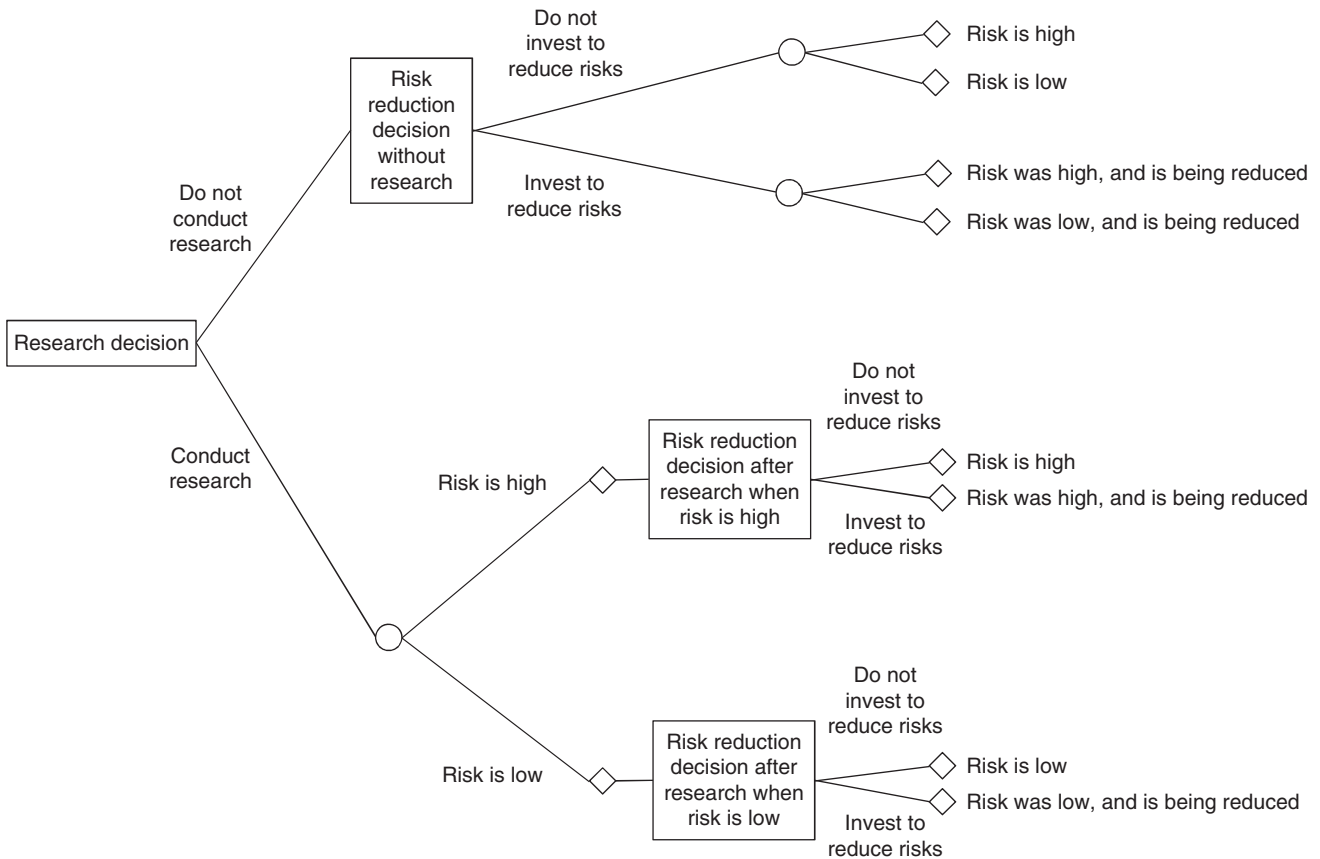 Do not
invest to
reduce risks
Risk is high
Risk is low
Risk
reduction
decision
without
research
Invest to
reduce risks
Risk was high, and is being reduced
Risk was low, and is being reduced
Do not
conduct
research
Research decision
Conduct
research
Risk is high
Risk reduction
decision after
research when
risk is high
Do not
invest to
reduce risks
Risk is high
Risk was high, and is being reduced
Invest to
reduce risks
Risk is low
Risk reduction
decision after
research when
risk is low
Do not
invest to
reduce risks
Risk is low
Risk was low, and is being reduced
Invest to
reduce risks